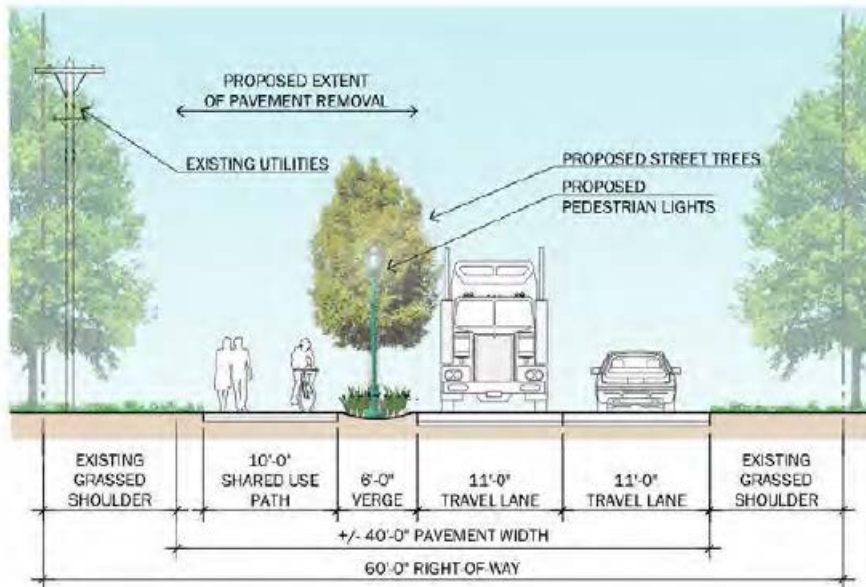 PROPOSED EXTENT
OF PAVEMENT REMOVAL
EXISTING UTILITIES
PROPOSED STREET TREES
PROPOSED
PEDESTRIAN LIGHTS
EXISTING
GRASSED
SHOULDER
10'-0"
SHARED USE
PATH
6'-0"
VERGE
11'-0"
TRAVEL LANE
11'-0"
TRAVEL LANE
EXISTING
GRASSED
SHOULDER
+/- 40'-0" PAVEMENT WIDTH
60'-0" RIGHT-OF-WAY